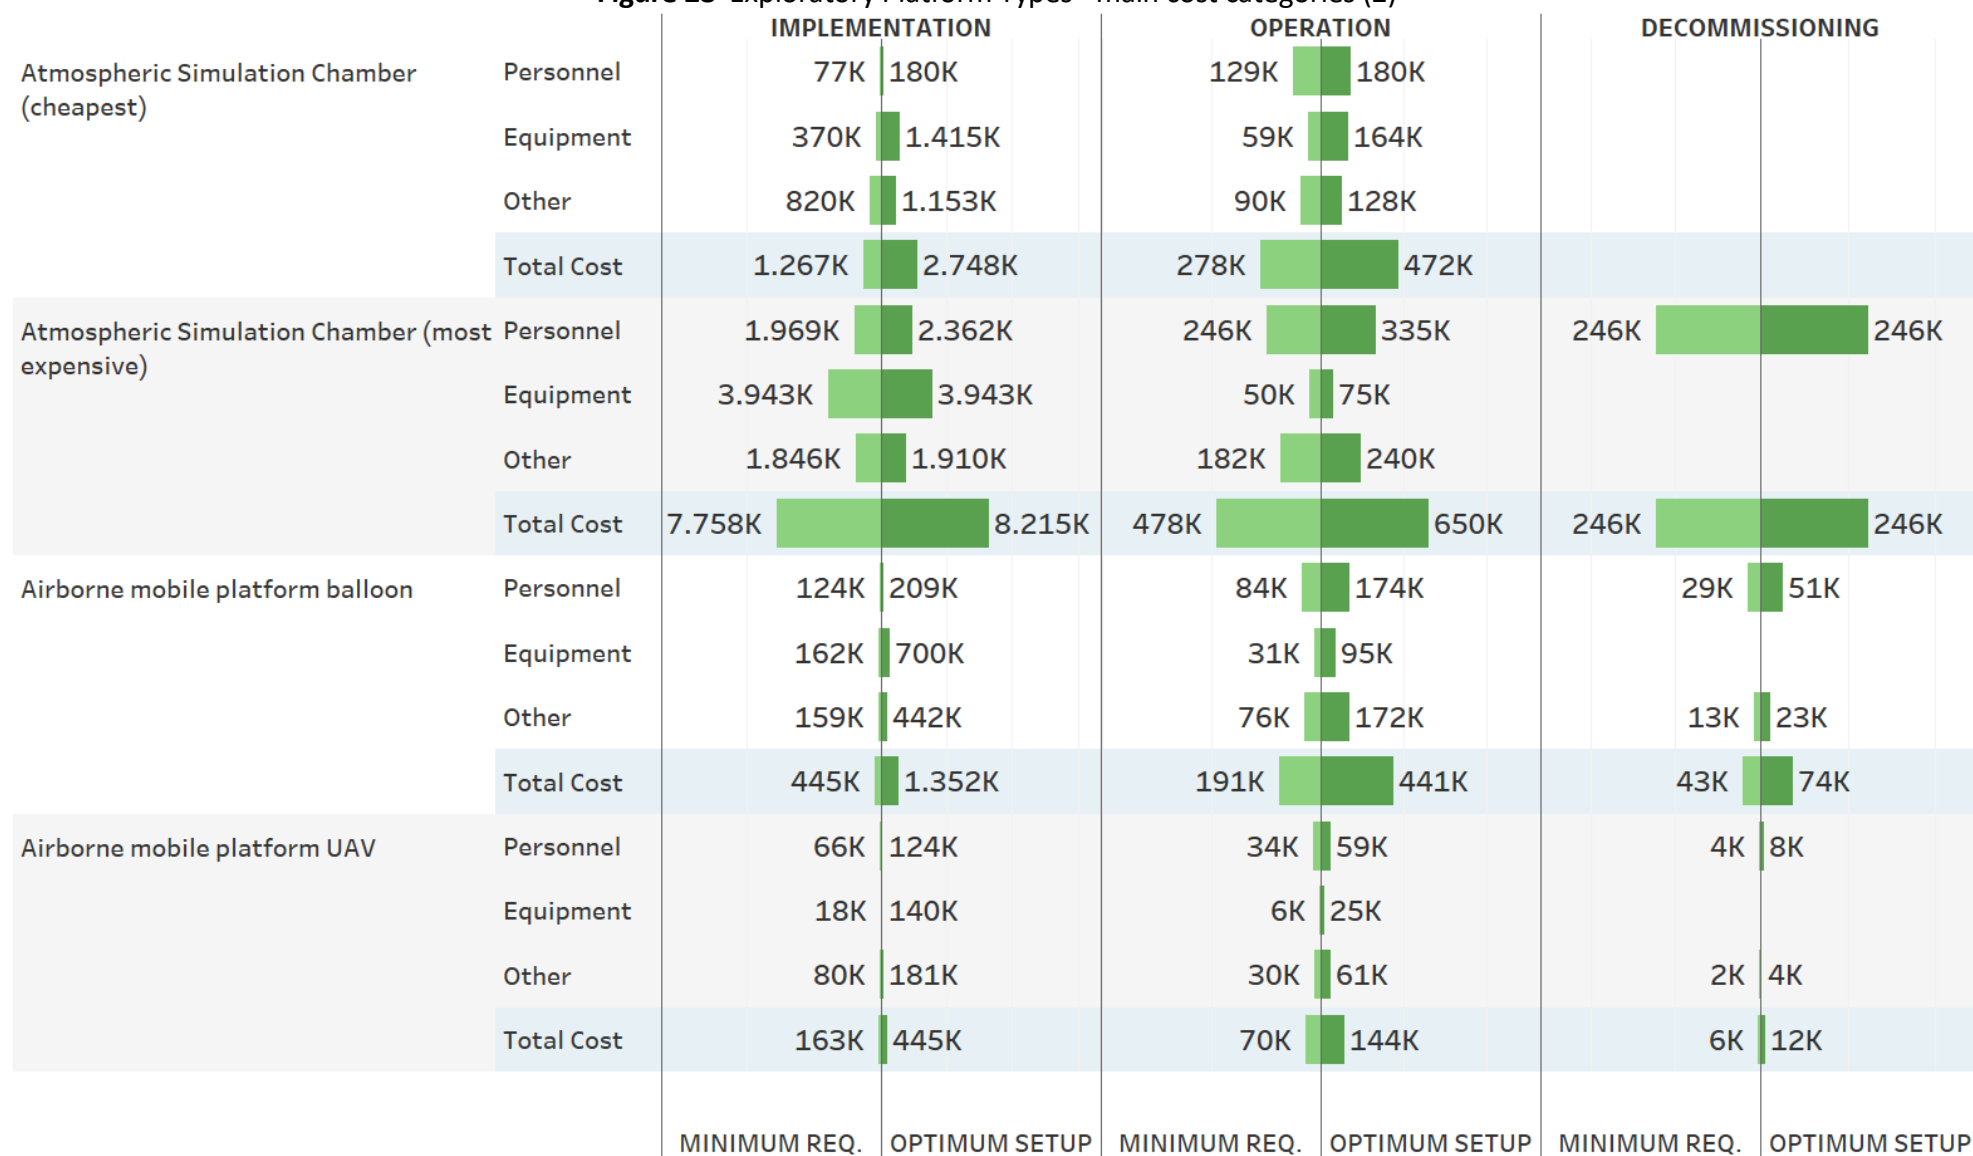 IMPLEMENTATION OPERATION DECOMMISSIONING
Atmospheric Simulation Chamber Personnel 77K 180K 129K 180K
(cheapest)
Equipment 370K 1.415K 59K 164K
Other 820K 1.153K 90K 128K
Total Cost 1.267K 2.748K 278K 472K
Atmospheric Simulation Chamber (most Personnel 1.969K 2.362K 246K 335K 246K 246K
expensive)
Equipment 3.943K 3.943K 50K 75K
Other 1.846K 1.910K 182K 240K
Total Cost 7.758K 8.215K 478K 650K 246K 246K
Airborne mobile platform balloon Personnel 124K 209K 84K 174K 29K 51K
Equipment 162K 700K 31K 95K
Other 159K 442K 76K 172K 13K 23K
Total Cost 445K 1.352K 191K 441K 43K 74K
Airborne mobile platform UAV Personnel 66K 124K 34K 59K 4K 8K
Equipment 18K 140K 6K 25K
Other 80K 181K 30K 61K 2K 4K
Total Cost 163K 445K 70K 144K 6K 12K
MINIMUM REQ. OPTIMUM SETUP MINIMUM REQ. OPTIMUM SETUP MINIMUM REQ. OPTIMUM SETUP